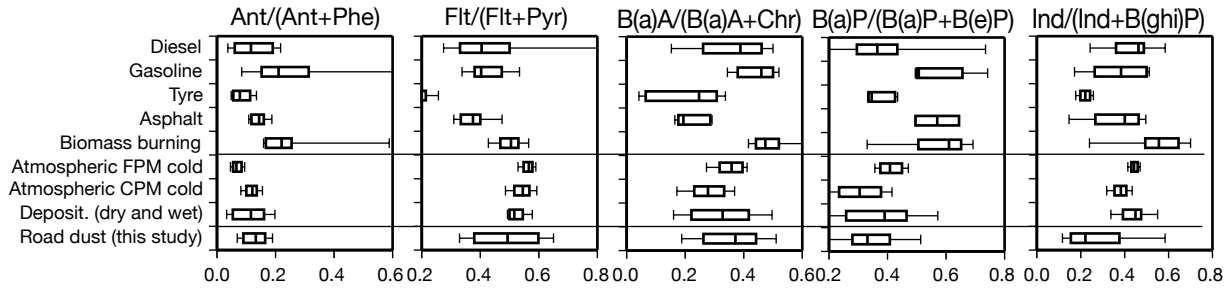 Ant/(Ant+Phe) Flt/(Flt+Pyr) B(a)A/(B(a)A+Chr) B(a)P/(B(a)P+B(e)P) Ind/(Ind+B(ghi)P)
Diesel
Gasoline
Tyre
Asphalt
Biomass burning
Atmospheric FPM cold
Atmospheric CPM cold
Deposit. (dry and wet)
Road dust (this study)
0.0 0.2 0.4 0.6 0.2 0.4 0.6 0.8 0.0 0.2 0.4 0.6 0.2 0.4 0.6 0.8 0.0 0.2 0.4 0.6 0.8